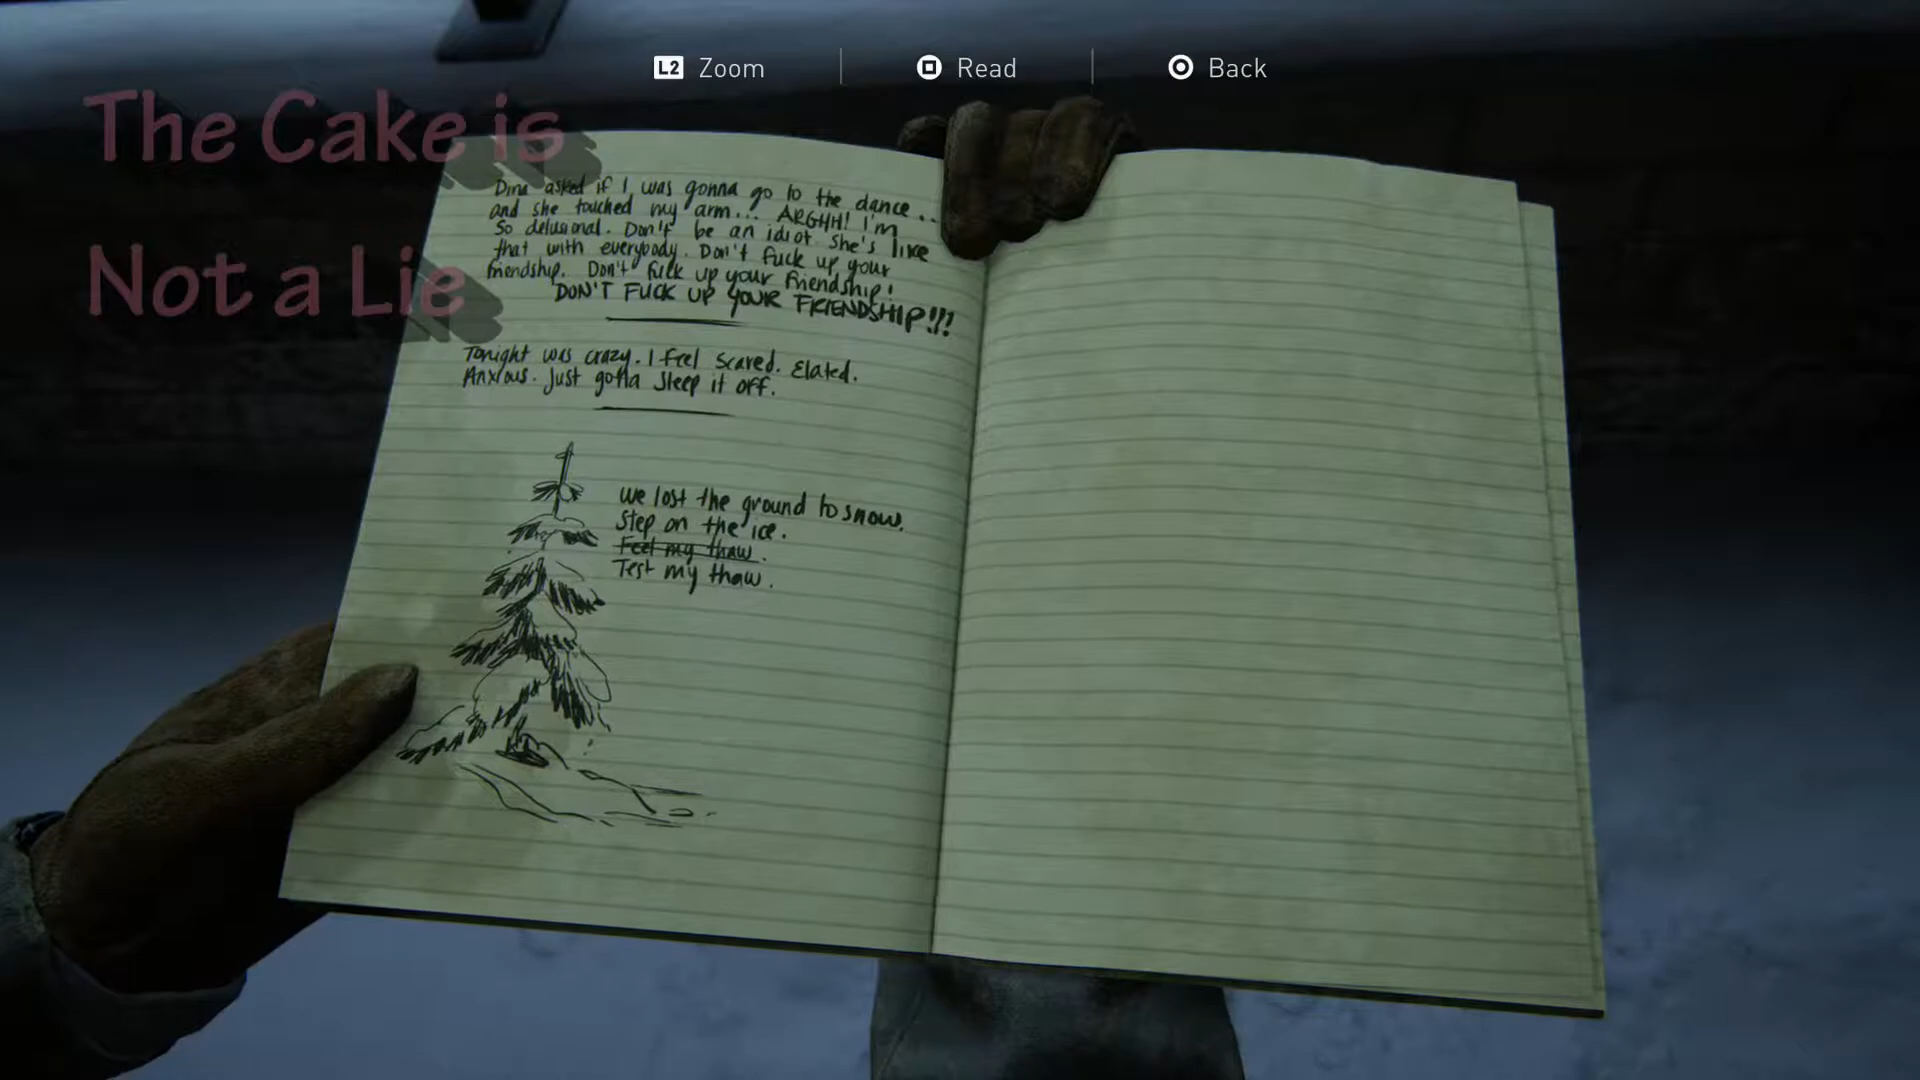 L2 Zoom | Read | Back
The Cake is
Not a Lie
Dina asked if I was gonna go to the dance...
and she touched my arm... ARGHH! I'm
So delusional. Don't be an idiot. She's like
that with everybody. Don't fuck up your
friendship. Don't fuck up your friendship!
DON'T FUCK UP YOUR FRIENDSHIP!!!
Tonight was crazy. I feel scared. Elated.
Anxious. Just gotta sleep it off.
We lost the ground to snow.
Step on the ice.
Feel my thaw.
Test my thaw.